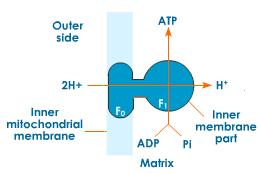 Outer
side
ATP
2H+
H+
F0
F1
Inner
mitochondrial
membrane
Inner
membrane
part
ADP
Pi
Matrix